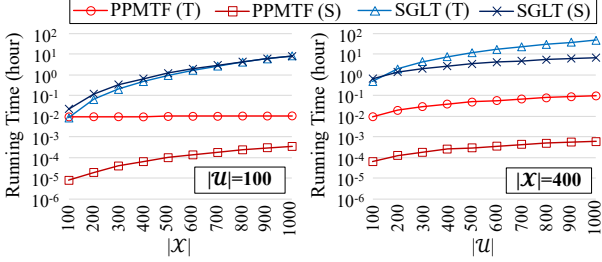 PPMTF (T) PPMTF (S) SGLT (T) SGLT (S)
Running Time (hour)
10²
10¹
10⁰
10⁻¹
10⁻²
10⁻³
10⁻⁴
10⁻⁵
10⁻⁶
|𝒰|=100
100 200 300 400 500 600 700 800 900 1000
|𝒳|
Running Time (hour)
10²
10¹
10⁰
10⁻¹
10⁻²
10⁻³
10⁻⁴
10⁻⁵
10⁻⁶
|𝒳|=400
100 200 300 400 500 600 700 800 900 1000
|𝒰|